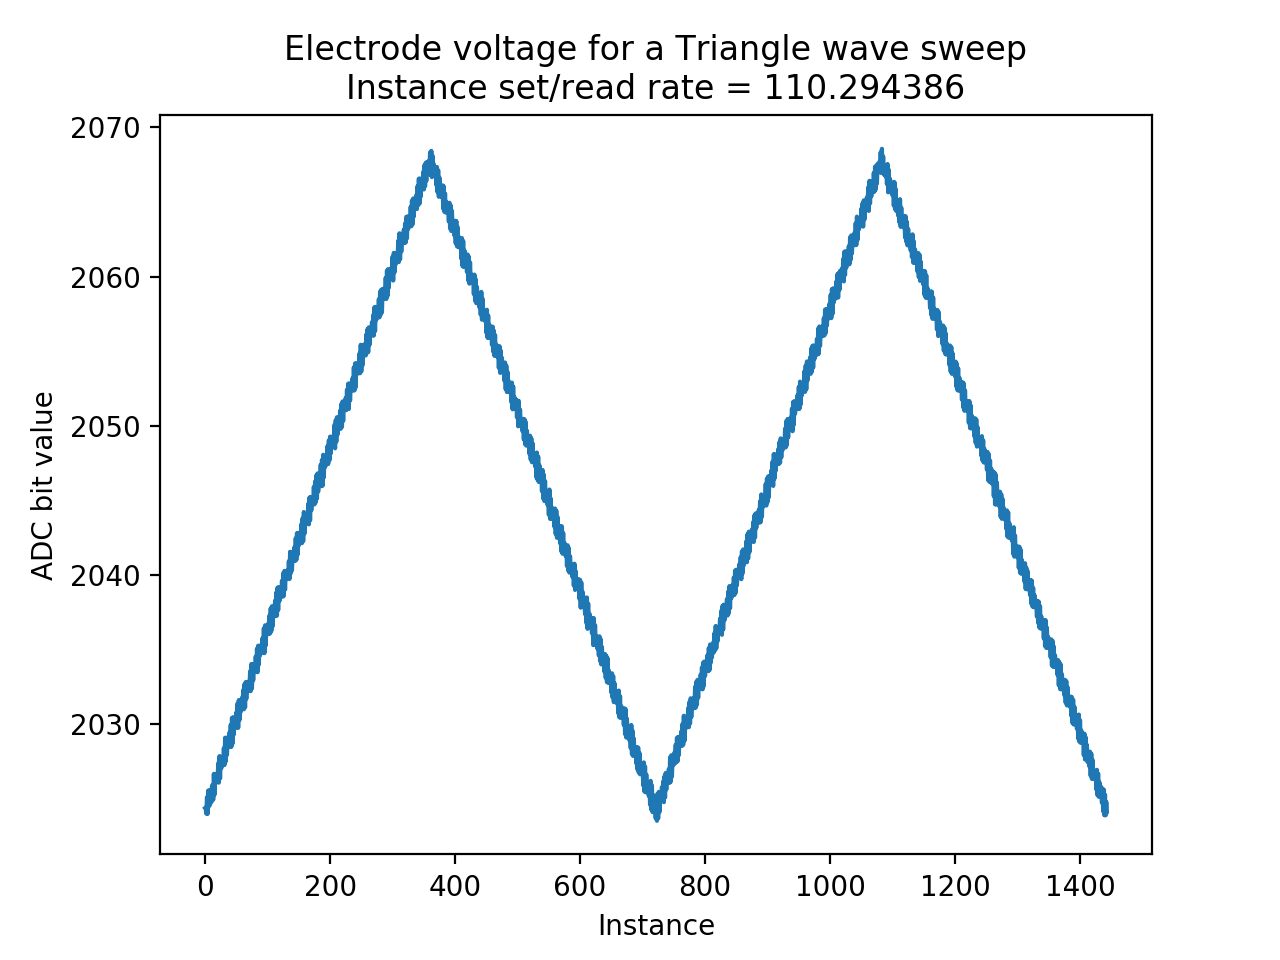 Electrode voltage for a Triangle wave sweep
Instance set/read rate = 110.294386
2070
2060
2050
2040
2030
ADC bit value
0 200 400 600 800 1000 1200 1400
Instance